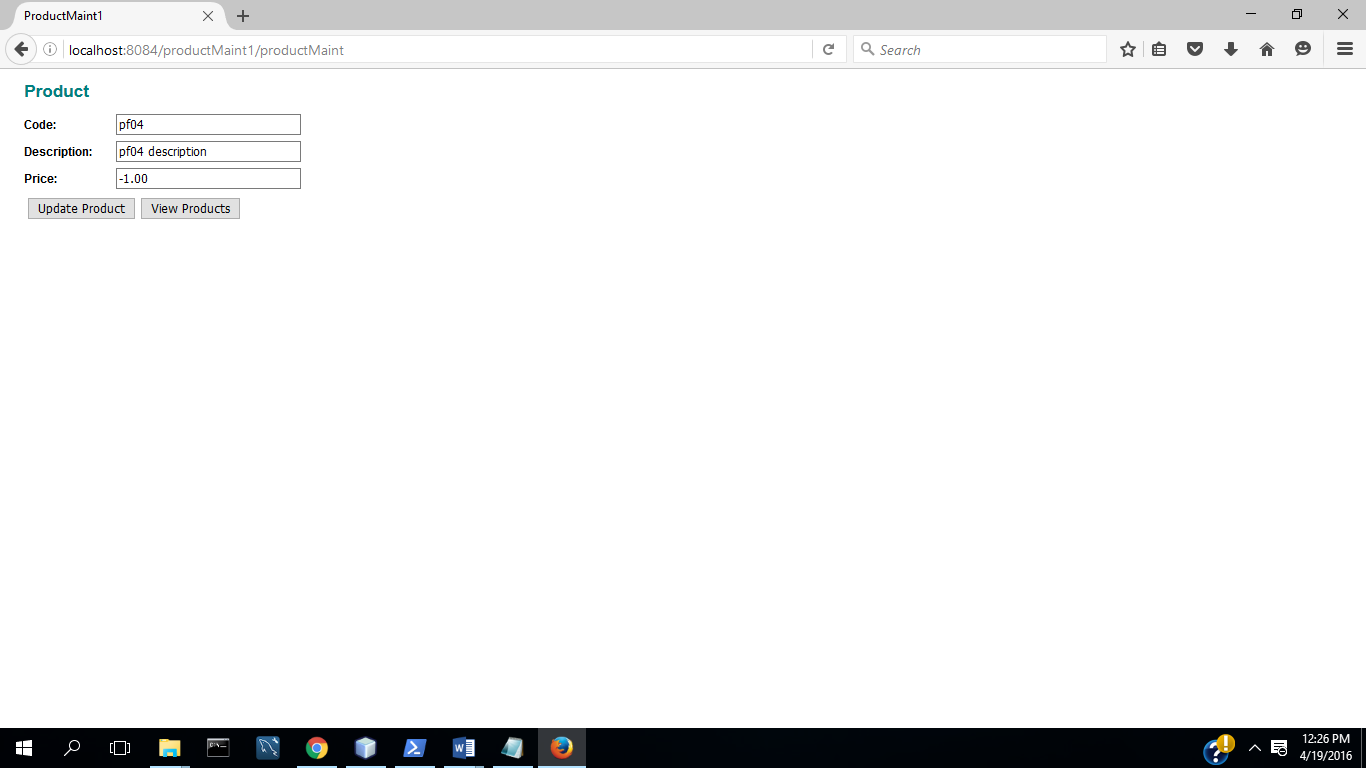 ProductMaint1
localhost:8084/productMaint1/productMaint
Search
Product
Code: pf04
Description: pf04 description
Price: -1.00
Update Product View Products
12:26 PM
4/19/2016